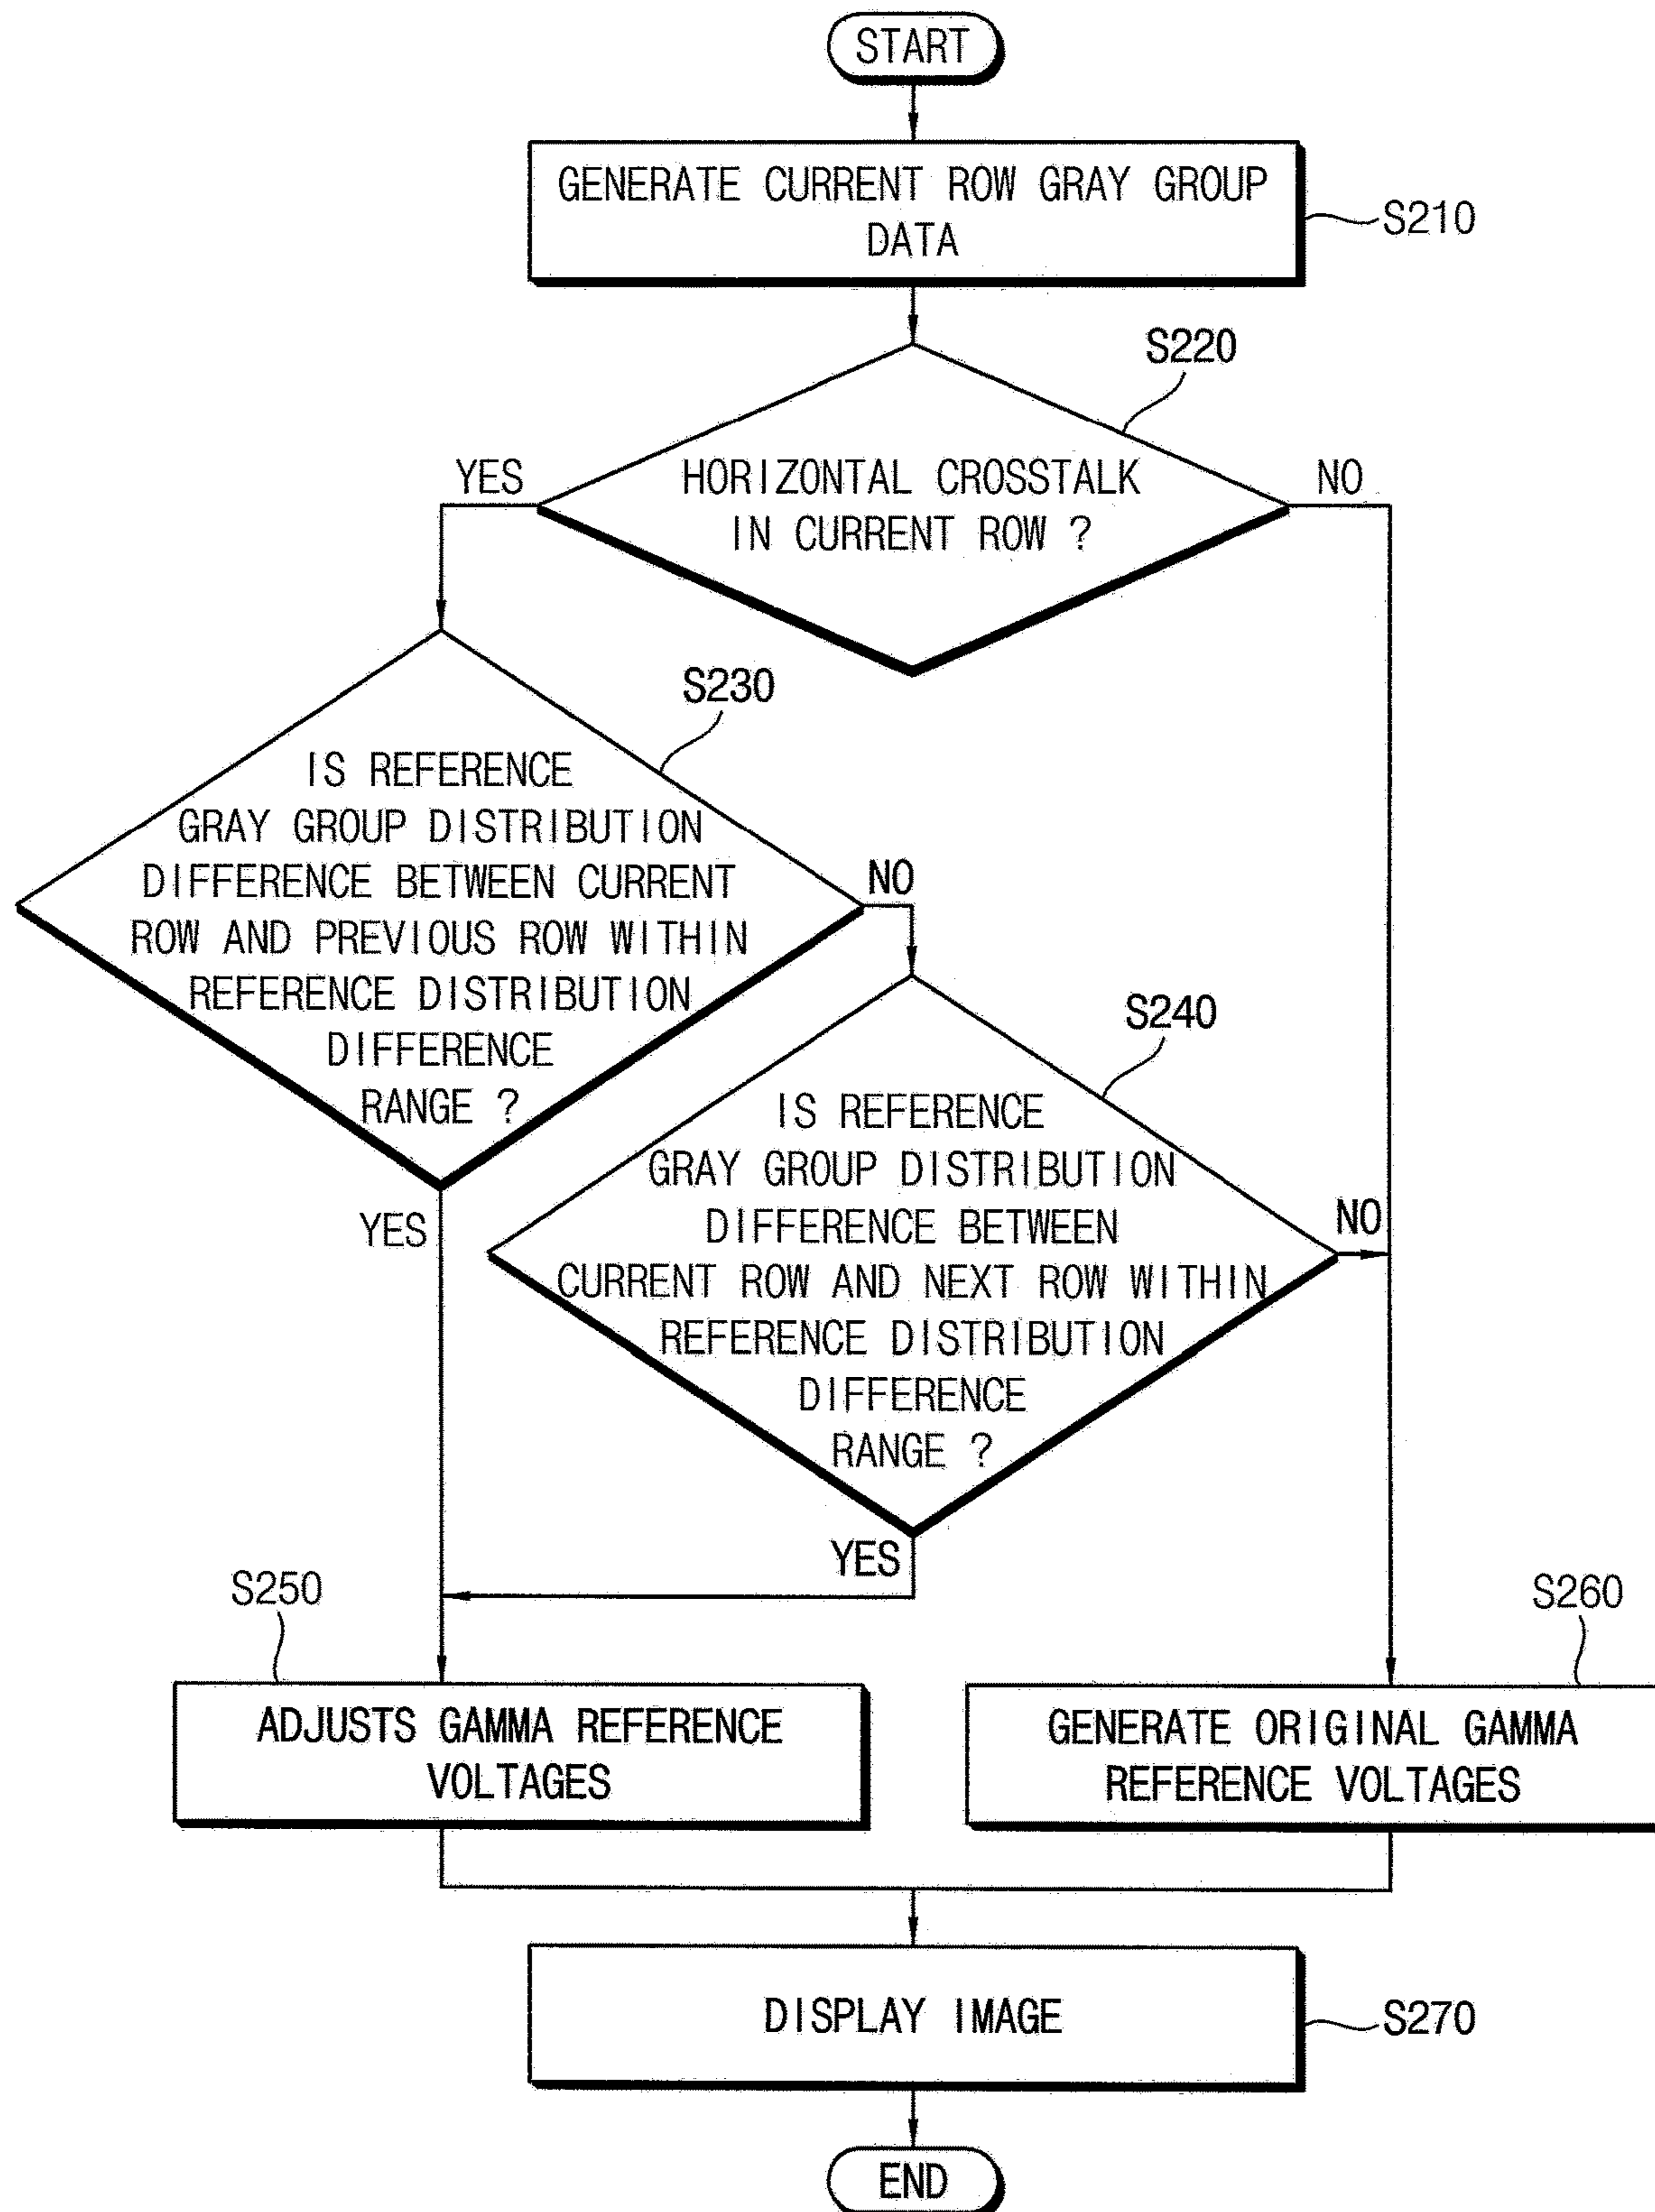 START
GENERATE CURRENT ROW GRAY GROUP
DATA
S210
S220
HORIZONTAL CROSSTALK
IN CURRENT ROW ?
YES
NO
S230
IS REFERENCE
GRAY GROUP DISTRIBUTION
DIFFERENCE BETWEEN CURRENT
ROW AND PREVIOUS ROW WITHIN
REFERENCE DISTRIBUTION
DIFFERENCE
RANGE ?
NO
YES
S240
IS REFERENCE
GRAY GROUP DISTRIBUTION
DIFFERENCE BETWEEN
CURRENT ROW AND NEXT ROW WITHIN
REFERENCE DISTRIBUTION
DIFFERENCE
RANGE ?
NO
YES
S250
ADJUSTS GAMMA REFERENCE
VOLTAGES
S260
GENERATE ORIGINAL GAMMA
REFERENCE VOLTAGES
DISPLAY IMAGE
S270
END